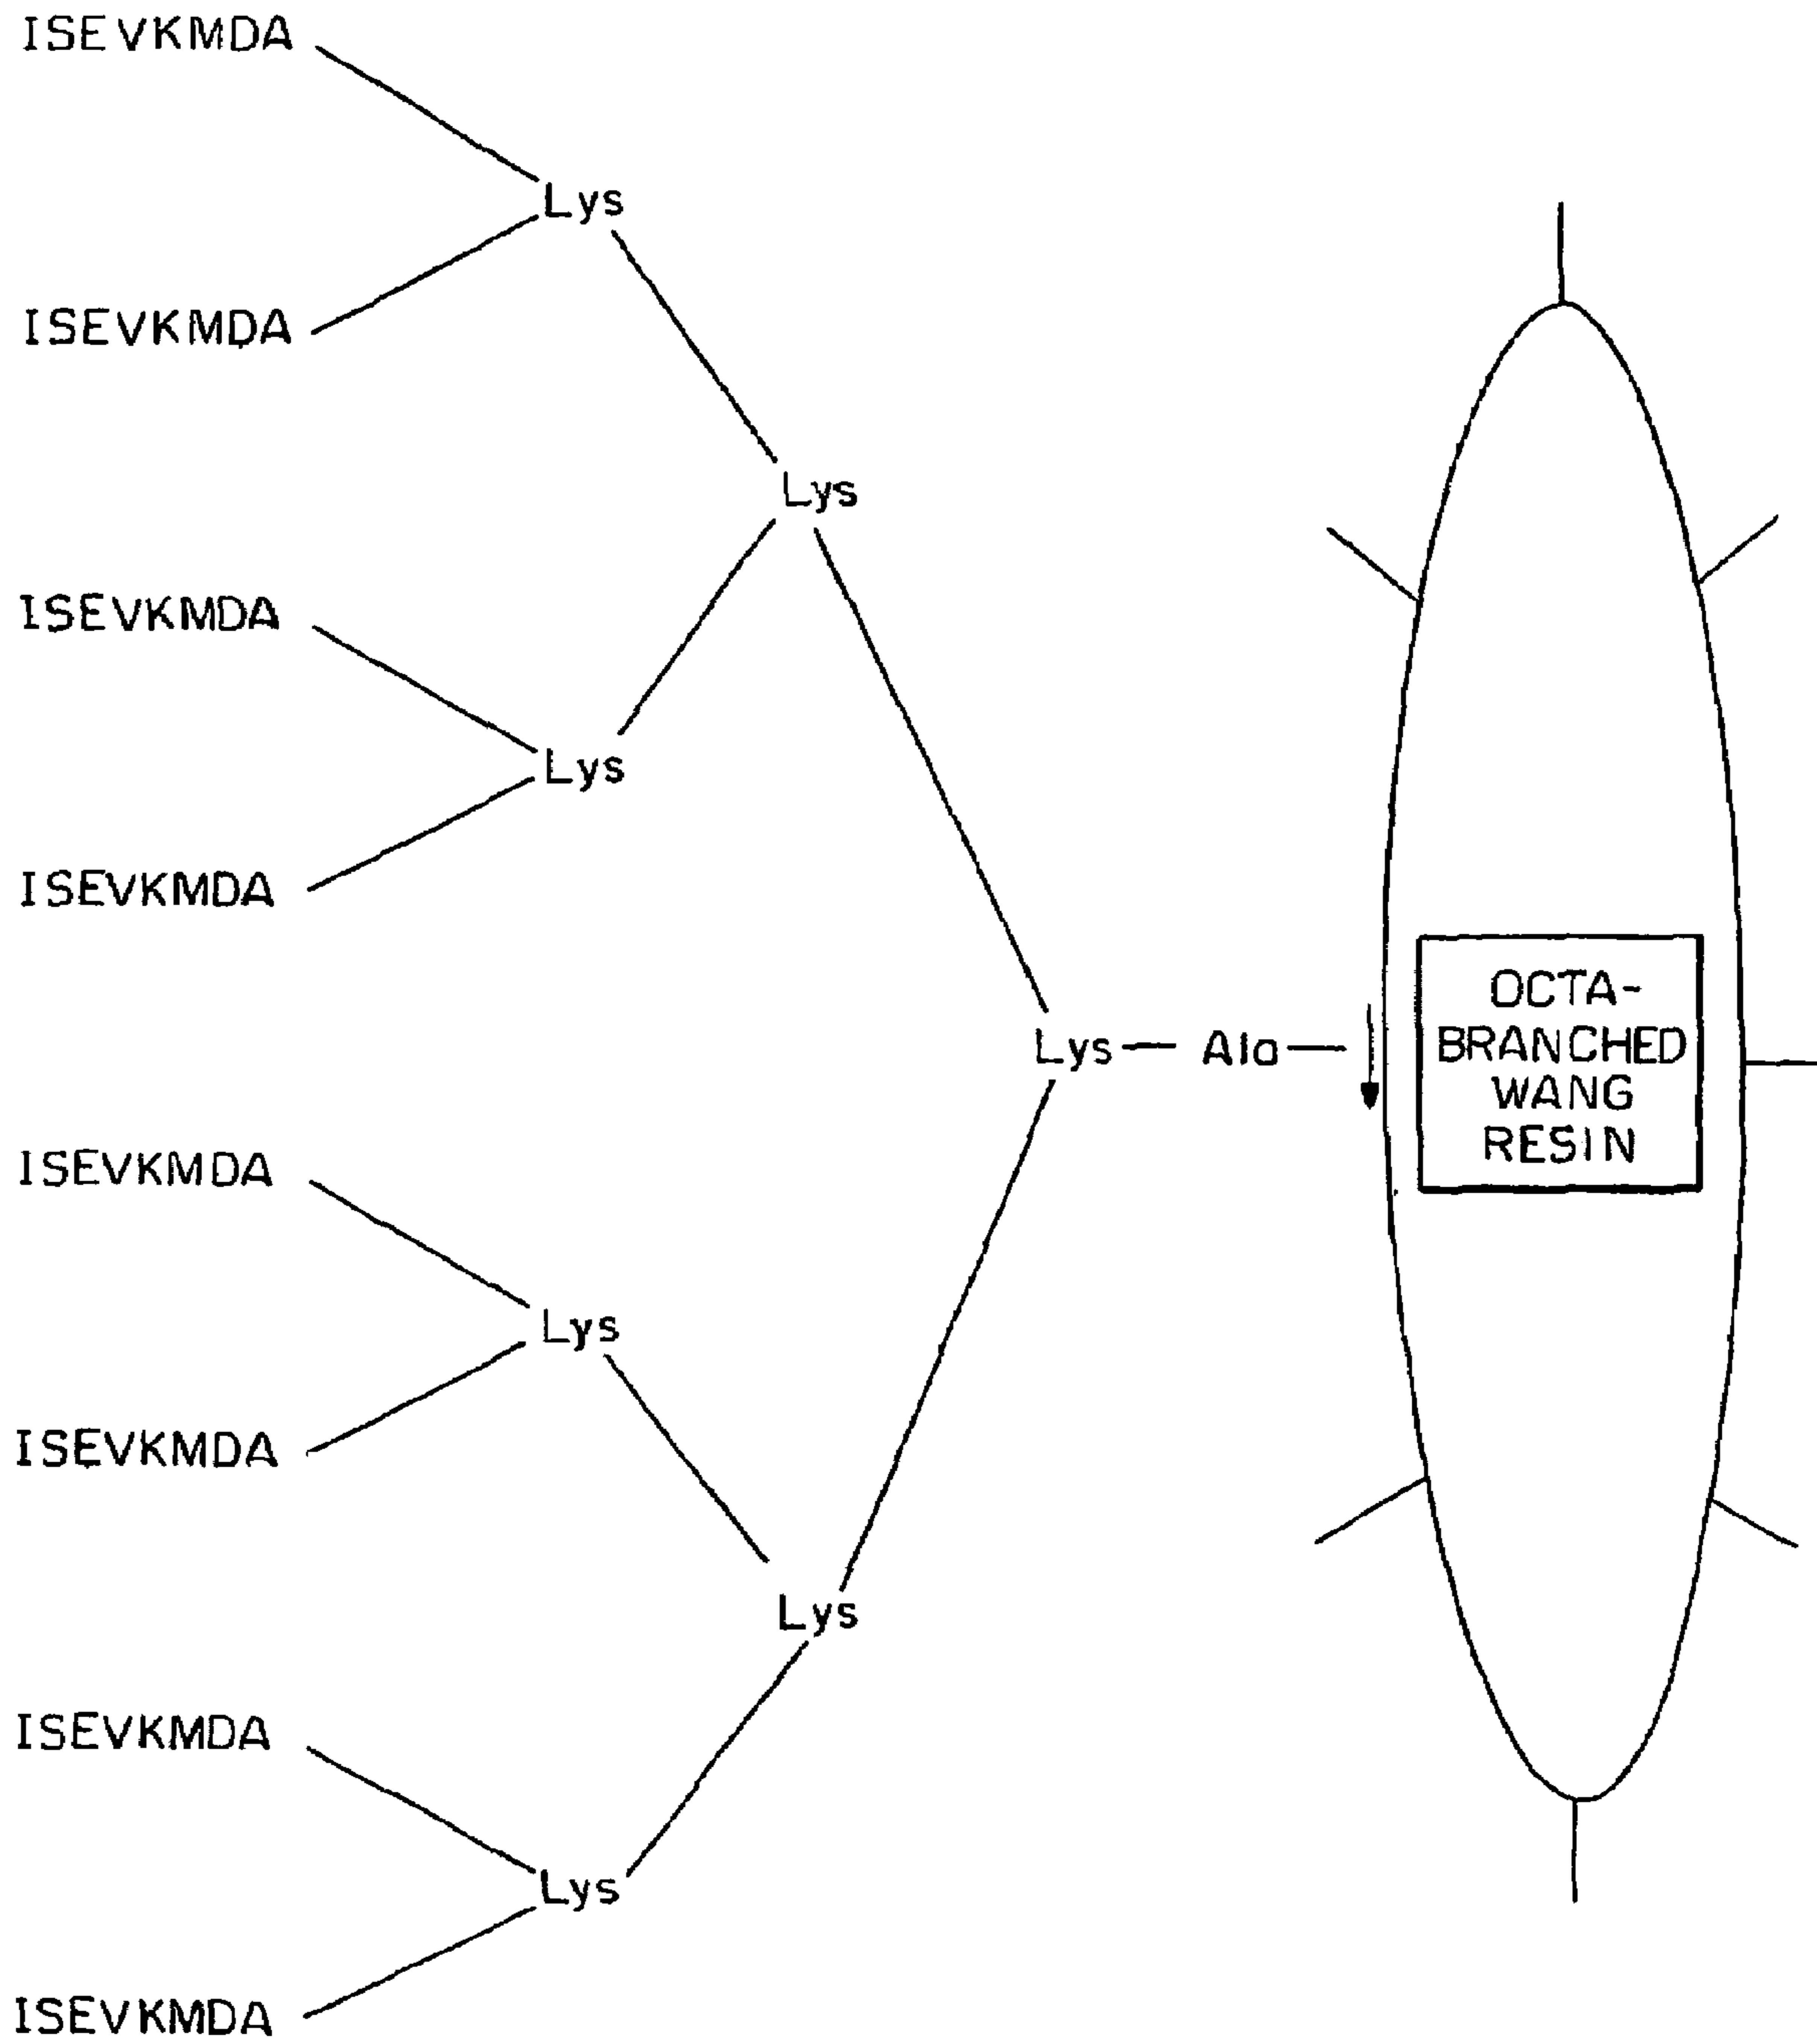 ISEVKMDA
Lys
ISEVKMDA
Lys
ISEVKMDA
Lys
ISEVKMDA
Lys — Ala —
OCTA-
BRANCHED
WANG
RESIN
ISEVKMDA
Lys
ISEVKMDA
Lys
ISEVKMDA
Lys
ISEVKMDA